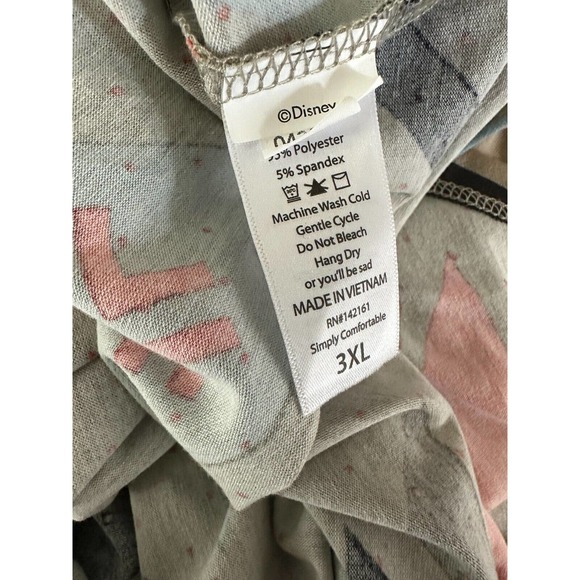 ©Disney
Polyester
5% Spandex
Machine Wash Cold
Gentle Cycle
Do Not Bleach
Hang Dry
or you'll be sad
MADE IN VIETNAM
RN#142161
Simply Comfortable
3XL